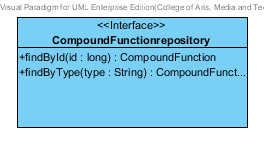 Visual Paradigm for UML Enterprise Edition(College of Arts, Media and Te
<<Interface>>
CompoundFunctionrepository
+findById(id : long) : CompoundFunction
+findByType(type : String) : CompoundFunct...